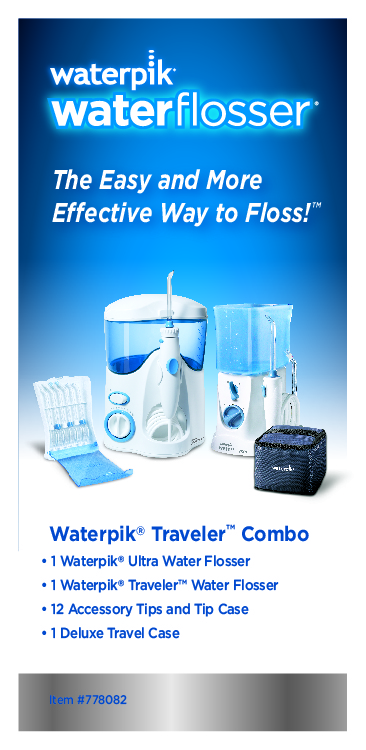 waterpik®
waterflosser®
The Easy and More
Effective Way to Floss!™
waterpik
Waterpik® Traveler™ Combo
• 1 Waterpik® Ultra Water Flosser
• 1 Waterpik® Traveler™ Water Flosser
• 12 Accessory Tips and Tip Case
• 1 Deluxe Travel Case
Item #778082